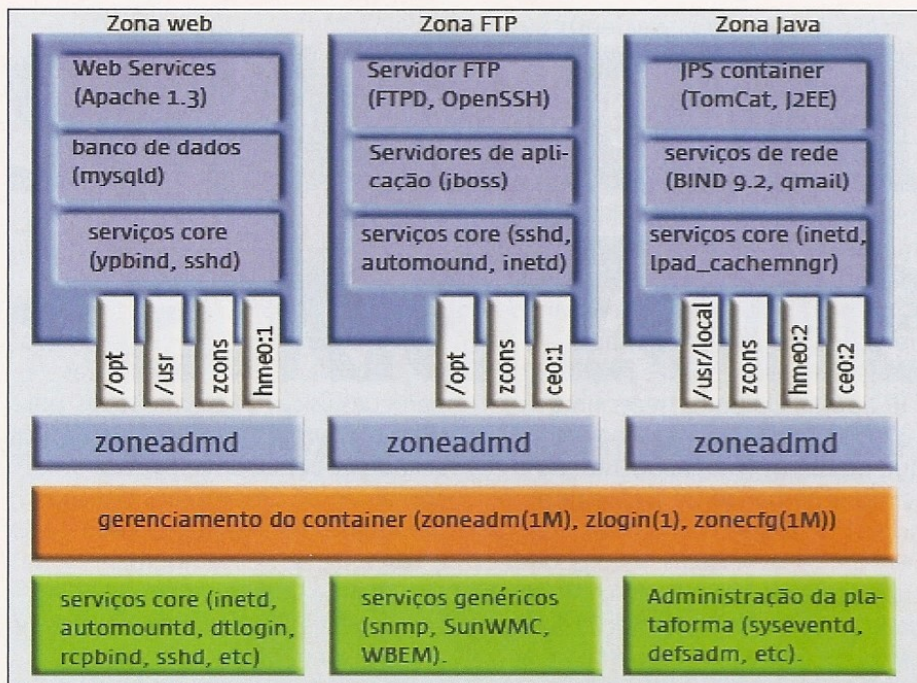 Zona web
Web Services
(Apache 1.3)
banco de dados
(mysqld)
serviços core
(ypbind, sshd)
/opt
/usr
zcons
hme0:1
zoneadmd
Zona FTP
Servidor FTP
(FTPD, OpenSSH)
Servidores de apli-
cação (jboss)
serviços core (sshd,
automound, inetd)
/opt
zcons
ce0:1
zoneadmd
Zona Java
JPS container
(TomCat, J2EE)
serviços de rede
(BIND 9.2, qmail)
serviços core (inetd,
lpad_cachemngr)
/usr/local
zcons
hme0:2
ce0:2
zoneadmd
gerenciamento do container (zoneadm(1M), zlogin(1), zonecfg(1M))
serviços core (inetd,
automountd, dtlogin,
rcpbind, sshd, etc)
serviços genéricos
(snmp, SunWMC,
WBEM).
Administração da pla-
taforma (syseventd,
defsadm, etc).